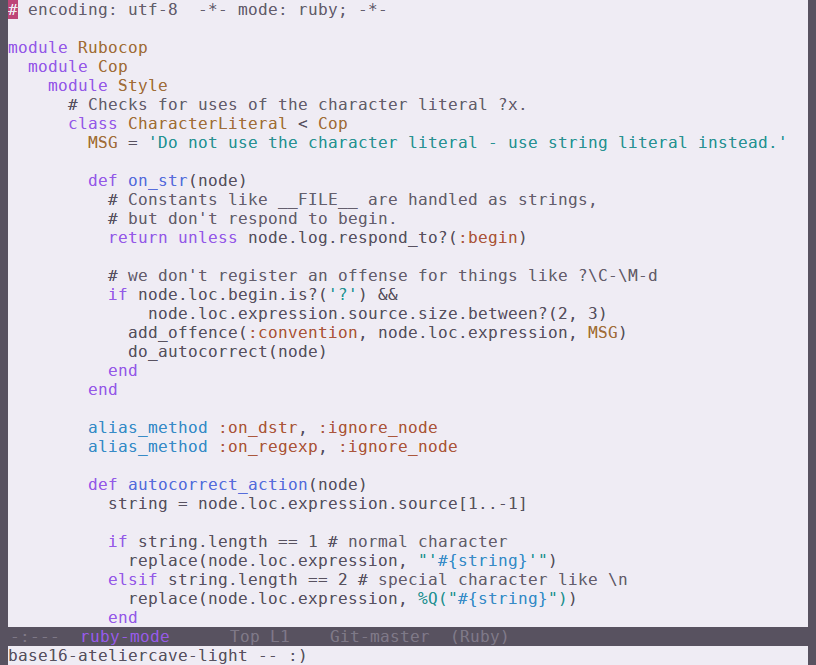 # encoding: utf-8  -*- mode: ruby; -*-

module Rubocop
  module Cop
    module Style
      # Checks for uses of the character literal ?x.
      class CharacterLiteral < Cop
        MSG = 'Do not use the character literal - use string literal instead.'

        def on_str(node)
          # Constants like __FILE__ are handled as strings,
          # but don't respond to begin.
          return unless node.log.respond_to?(:begin)

          # we don't register an offense for things like ?\C-\M-d
          if node.loc.begin.is?('?') &&
              node.loc.expression.source.size.between?(2, 3)
            add_offence(:convention, node.loc.expression, MSG)
            do_autocorrect(node)
          end
        end

        alias_method :on_dstr, :ignore_node
        alias_method :on_regexp, :ignore_node

        def autocorrect_action(node)
          string = node.loc.expression.source[1..-1]

          if string.length == 1 # normal character
            replace(node.loc.expression, "'#{string}'")
          elsif string.length == 2 # special character like \n
            replace(node.loc.expression, %Q("#{string}"))
          end
-:---  ruby-mode      Top L1    Git-master  (Ruby)
base16-ateliercave-light -- :)